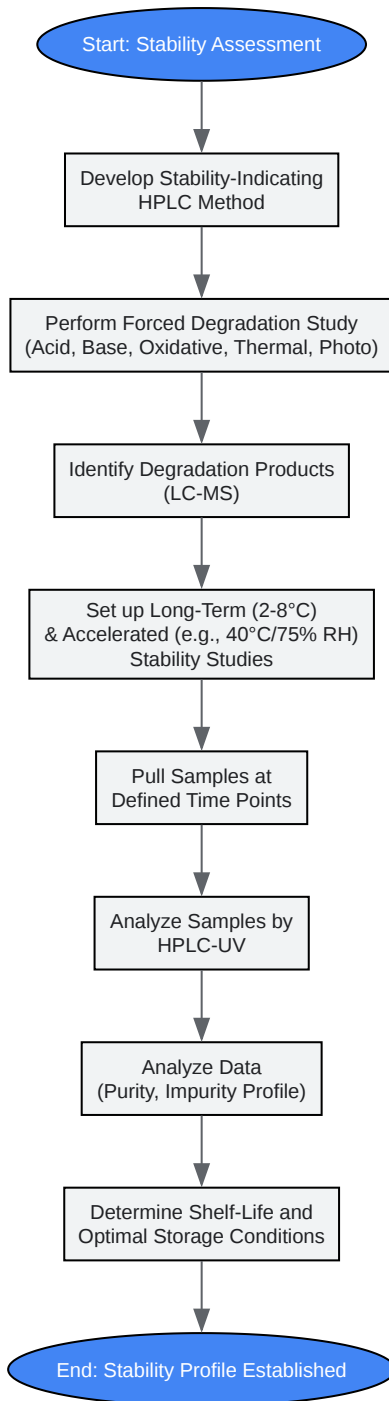 Start: Stability Assessment
Develop Stability-Indicating
HPLC Method
Perform Forced Degradation Study
(Acid, Base, Oxidative, Thermal, Photo)
Identify Degradation Products
(LC-MS)
Set up Long-Term (2-8°C)
& Accelerated (e.g., 40°C/75% RH)
Stability Studies
Pull Samples at
Defined Time Points
Analyze Samples by
HPLC-UV
Analyze Data
(Purity, Impurity Profile)
Determine Shelf-Life and
Optimal Storage Conditions
End: Stability Profile Established